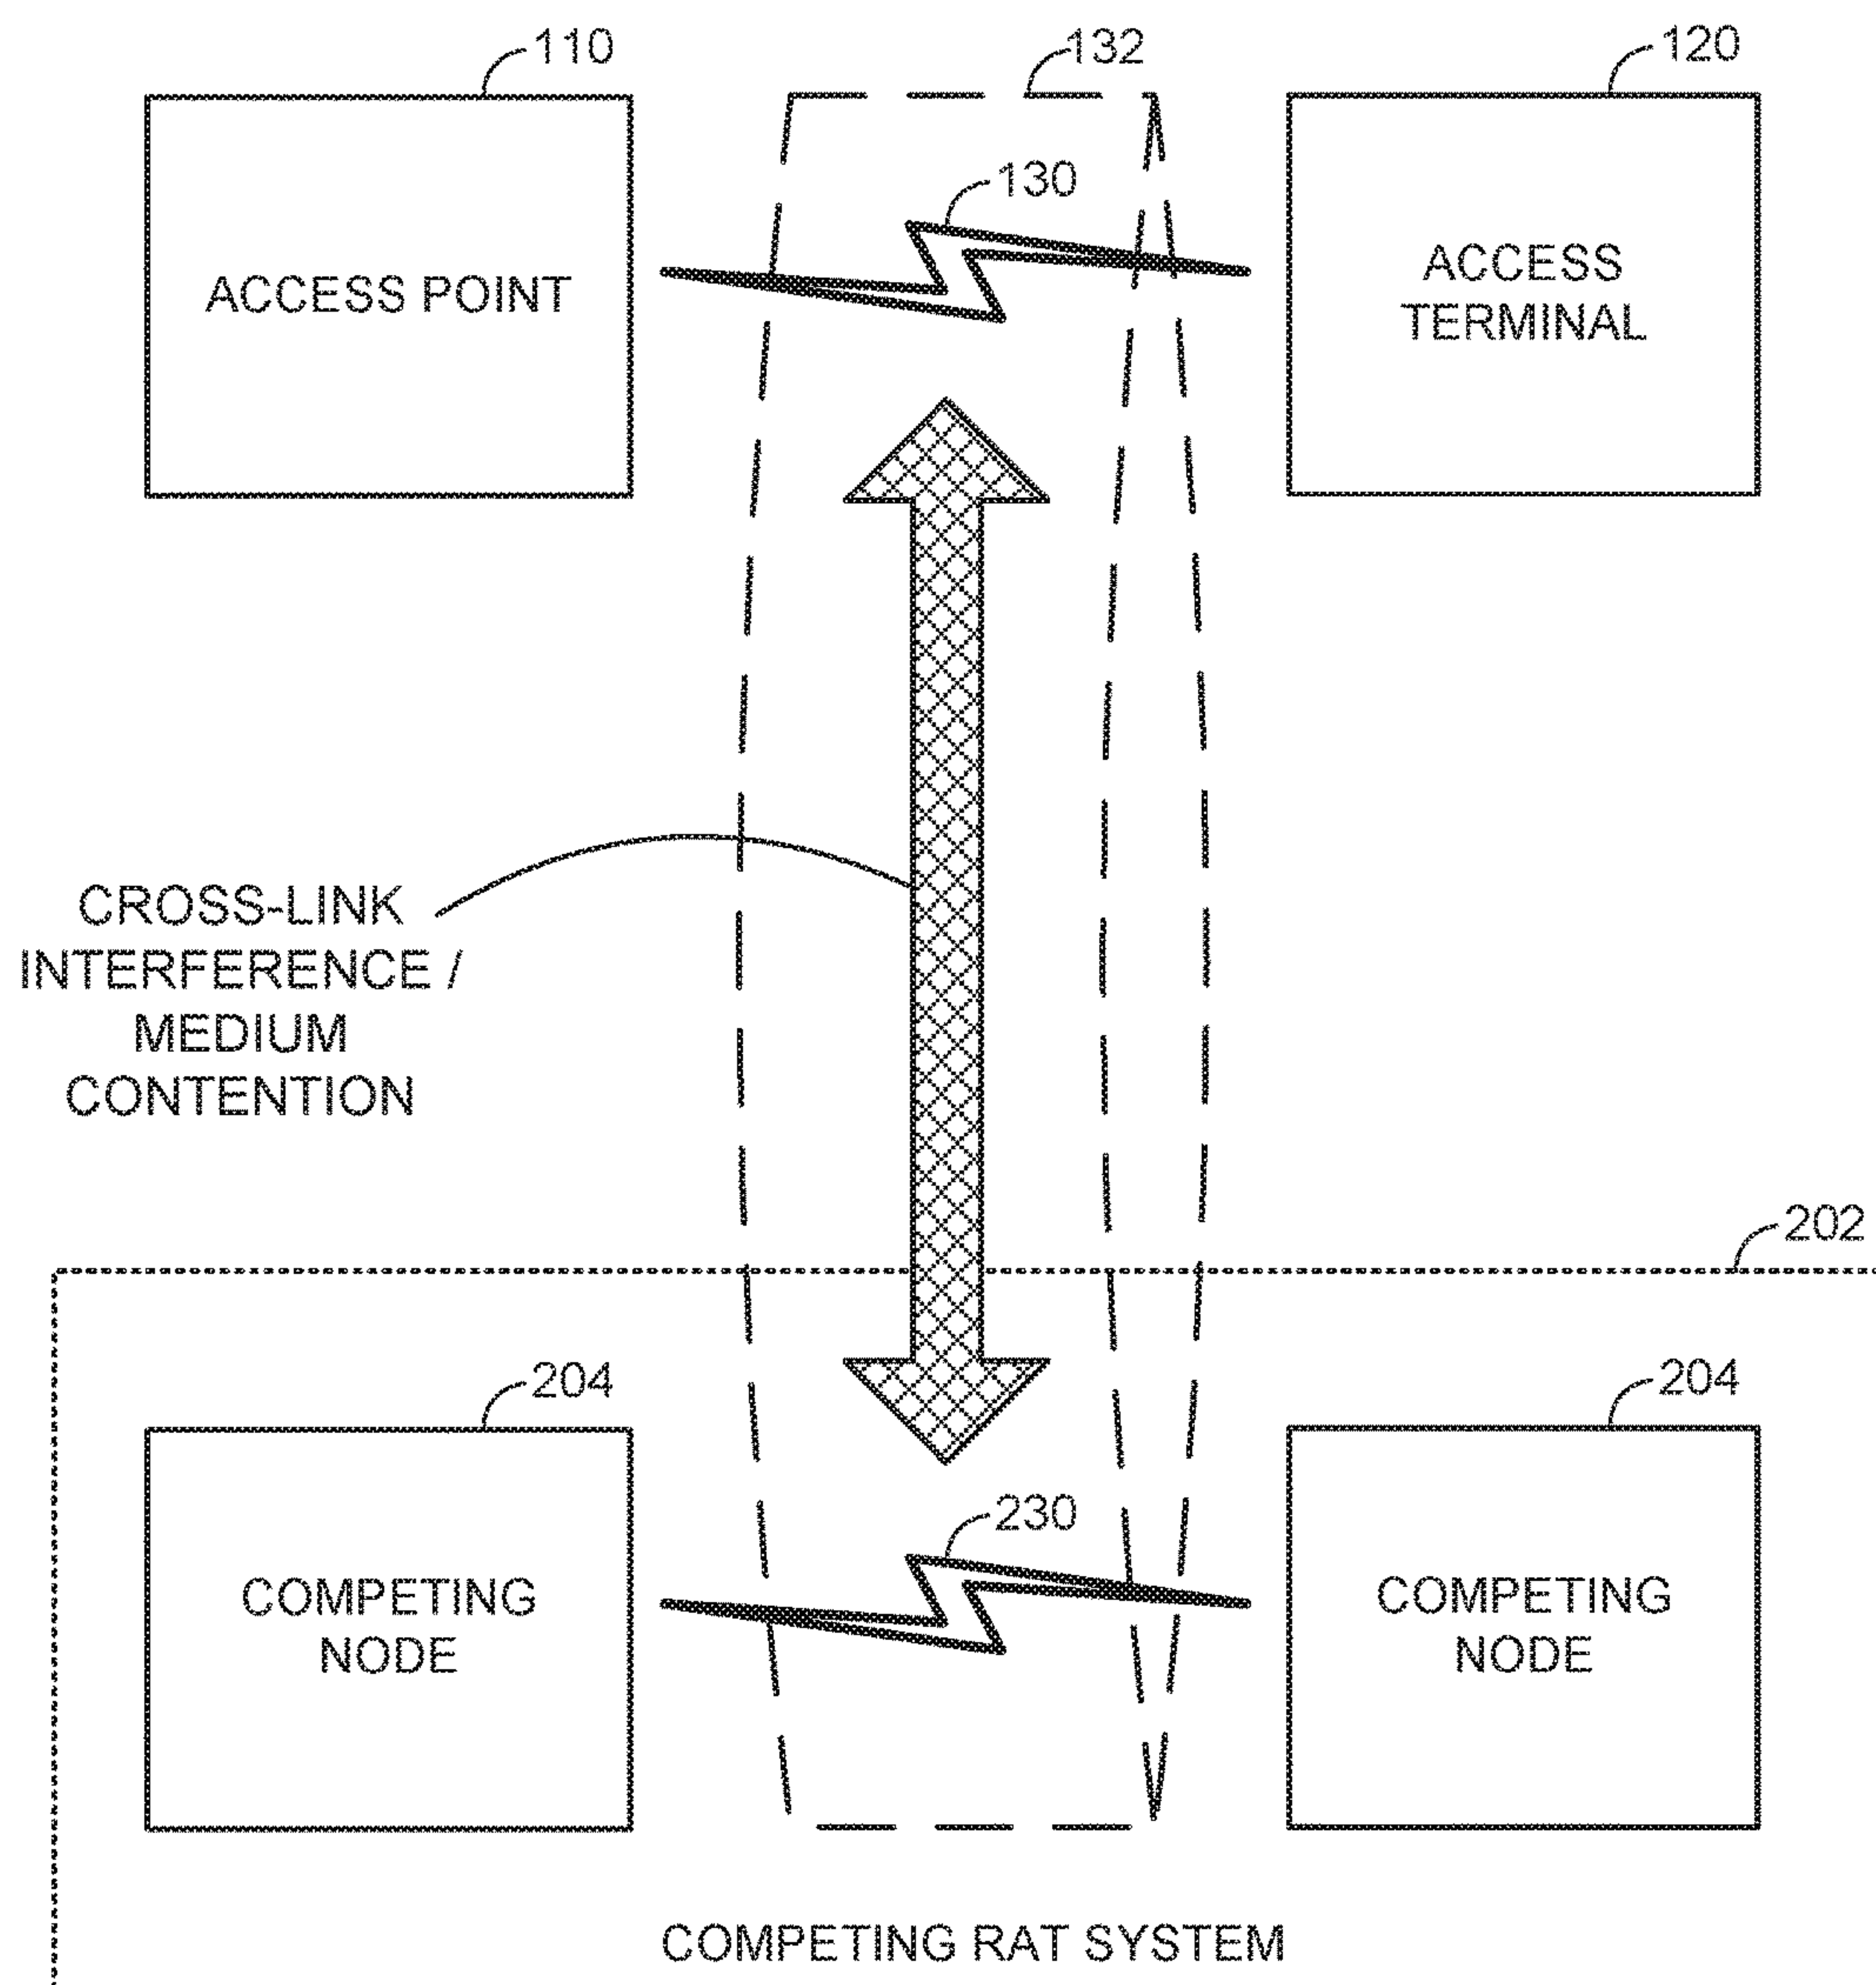 110
132
120
130
ACCESS POINT
ACCESS
TERMINAL
CROSS-LINK
INTERFERENCE /
MEDIUM
CONTENTION
202
204
204
230
COMPETING
NODE
COMPETING
NODE
COMPETING RAT SYSTEM